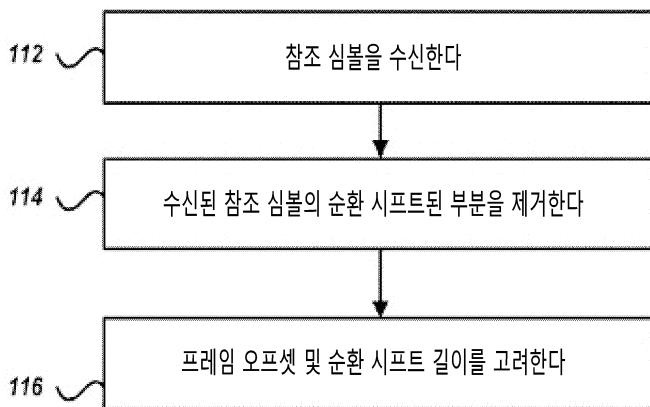 112
참조 심볼을 수신한다
114
수신된 참조 심볼의 순환 시프트된 부분을 제거한다
프레임 오프셋 및 순환 시프트 길이를 고려한다
116